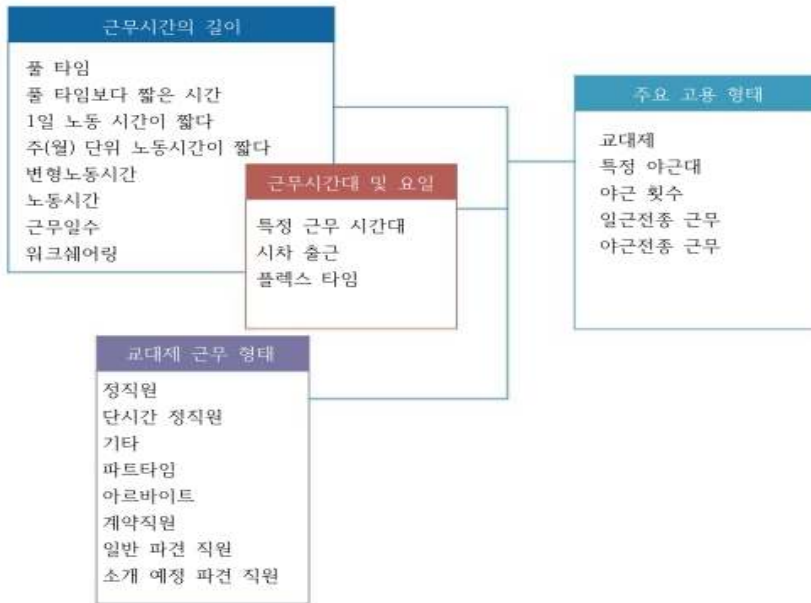 근무시간의 길이
풀 타임
풀 타임보다 짧은 시간
1일 노동 시간이 짧다
주(월) 단위 노동시간이 짧다
변형노동시간
노동시간
근무일수
워크쉐어링
근무시간대 및 요일
특정 근무 시간대
시차 출근
플렉스 타임
주요 고용 형태
교대제
특정 야근대
야근 횟수
일근전종 근무
야근전종 근무
교대제 근무 형태
정직원
단시간 정직원
기타
파트타임
아르바이트
계약직원
일반 파견 직원
소개 예정 파견 직원